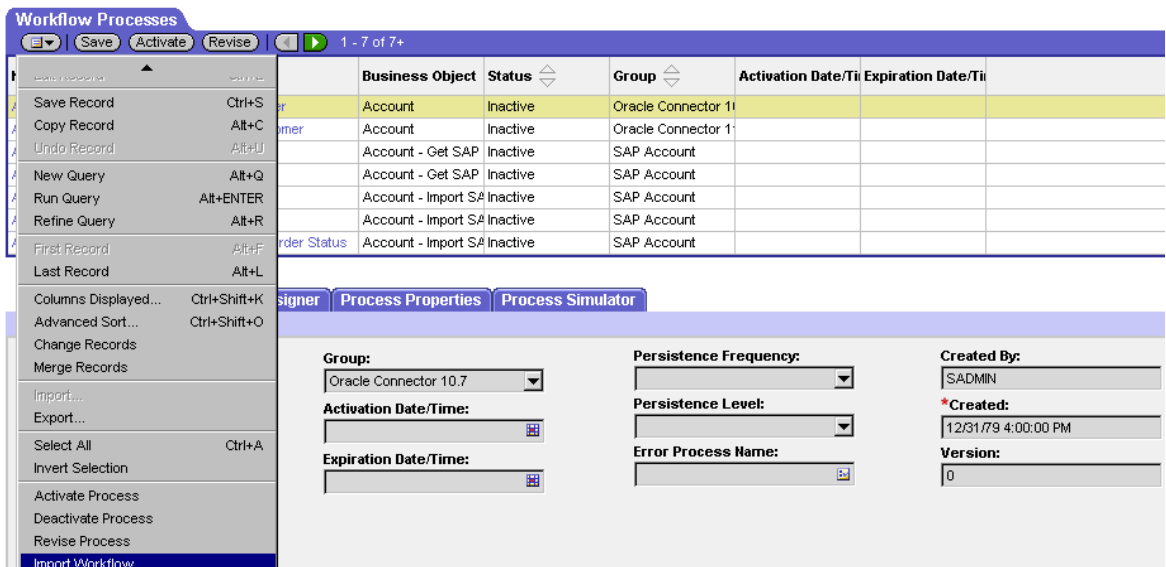 Workflow Processes
Save Activate Revise 1 - 7 of 7+
Business Object Status Group Activation Date/Ti Expiration Date/Ti
Save Record Ctrl+S
Copy Record Alt+C
Undo Record Alt+U
New Query Alt+Q
Run Query Alt+ENTER
Refine Query Alt+R
First Record Alt+F
Last Record Alt+L
Columns Displayed... Ctrl+Shift+K
Advanced Sort... Ctrl+Shift+O
Change Records
Merge Records
Import...
Export...
Select All Ctrl+A
Invert Selection
Activate Process
Deactivate Process
Revise Process
Import Workflow
er Account Inactive Oracle Connector 10
omer Account Inactive Oracle Connector 1
Account - Get SAP Inactive SAP Account
Account - Get SAP Inactive SAP Account
Account - Import SA Inactive SAP Account
Account - Import SA Inactive SAP Account
rder Status Account - Import SA Inactive SAP Account
signer Process Properties Process Simulator
Group: Persistence Frequency: Created By:
Oracle Connector 10.7 SADMIN
Activation Date/Time: Persistence Level: *Created:
12/31/79 4:00:00 PM
Expiration Date/Time: Error Process Name: Version:
0